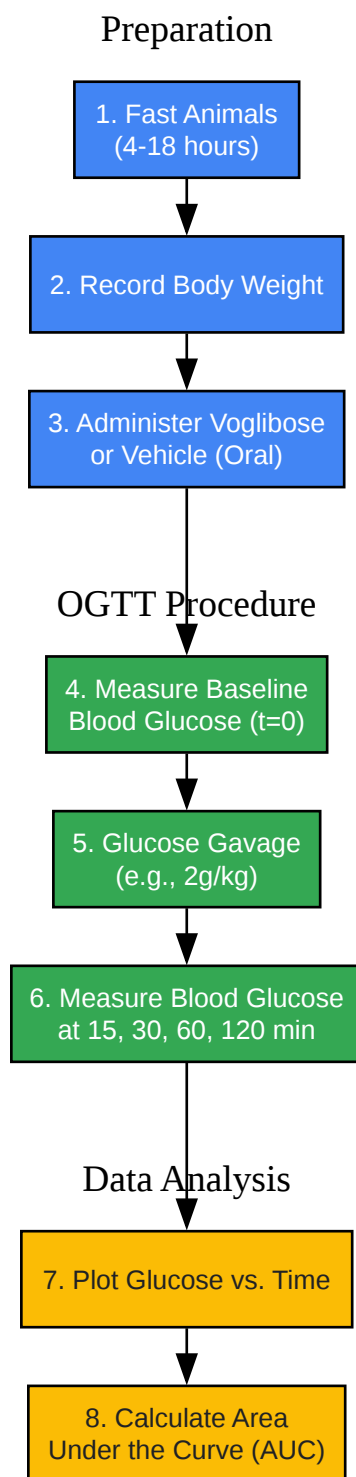 Preparation
1. Fast Animals
(4-18 hours)
2. Record Body Weight
3. Administer Voglibose
or Vehicle (Oral)
OGTT Procedure
4. Measure Baseline
Blood Glucose (t=0)
5. Glucose Gavage
(e.g., 2g/kg)
6. Measure Blood Glucose
at 15, 30, 60, 120 min
Data Analysis
7. Plot Glucose vs. Time
8. Calculate Area
Under the Curve (AUC)